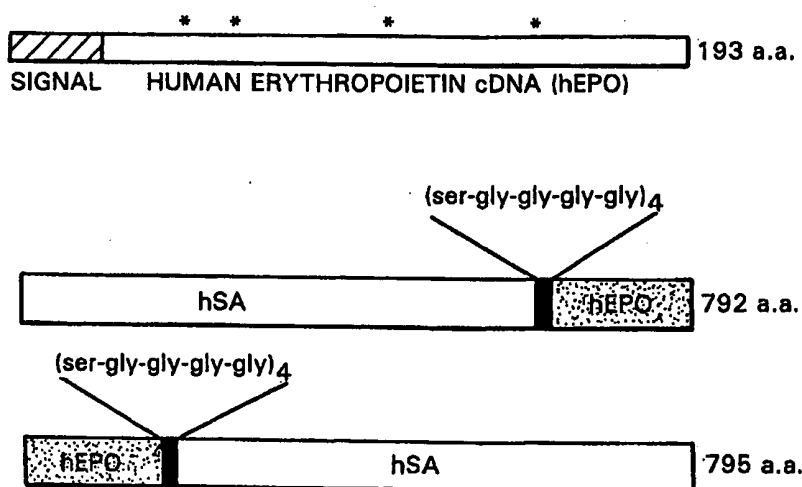 * * * *
193 a.a.
SIGNAL HUMAN ERYTHROPOIETIN cDNA (hEPO)
(ser-gly-gly-gly-gly)4
hSA hEPO 792 a.a.
(ser-gly-gly-gly-gly)4
hEPO hSA 795 a.a.